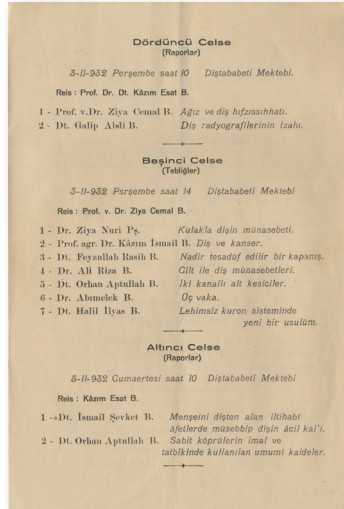 Dördüncü Celse
(Raporlar)
3-II-932 Perşembe saat 10 Diştababeti Mektebi.
Reis : Prof. Dr. Dt. Kâzım Esat B.
1 - Prof. v.Dr. Ziya Cemal B. Ağız ve diş hıfzıssıhhatı.
2 - Dt. Galip Abdi B. Diş radyografilerinin izahı.
Beşinci Celse
(Tebliğler)
3-II-932 Pərşembe saat 14 Diştababeti Mektebi
Reis : Prof. v. Dr. Ziya Cemal B.
1 - Dr. Ziya Nuri Pş. Kulakla dişin münasebeti.
2 - Prof. agr. Dr. Kâzım İsmail B. Diş ve kanser.
3 - Dt. Feyzullah Rasih B. Nadir tesadüf edilir bir kapanış.
4 - Dr. Ali Rıza B. Cilt ile diş münasebetleri.
5 - Dt. Orhan Aptullah B. İki kanallı alt kesiciler.
6 - Dr. Abımelek B. Üç vaka.
7 - Dt. Halil İlyas B. Lehimsiz kuron sisteminde
yeni bir usulüm.
Altıncı Celse
(Raporlar)
5-II-932 Cumaertesi saat 10 Diştababeti Mektebi
Reis : Kâzım Esat B.
1 - Dt. İsmail Şevket B. Menşeini dişten alan iltihabî
âfetlerde müsebbip dişin âcil kal'i.
2 - Dt. Orhan Aptullah B. Sabit köprülerin imal ve
tatbikinde kullanılan umumî kaideler.